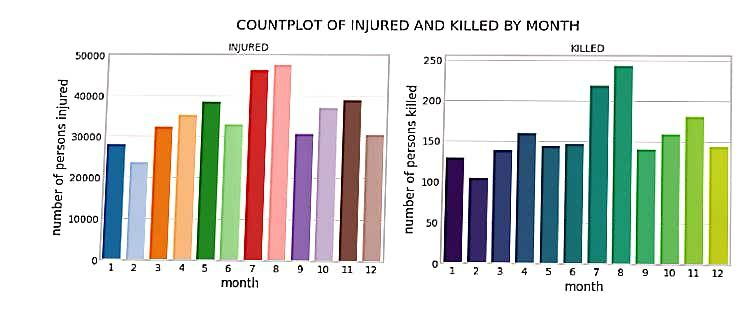 COUNTPLOT OF INJURED AND KILLED BY MONTH
INJURED
number of persons injured
50000
40000
30000
20000
10000
0
1 2 3 4 5 6 7 8 9 10 11 12
month
KILLED
number of persons killed
250
200
150
100
50
0
1 2 3 4 5 6 7 8 9 10 11 12
month